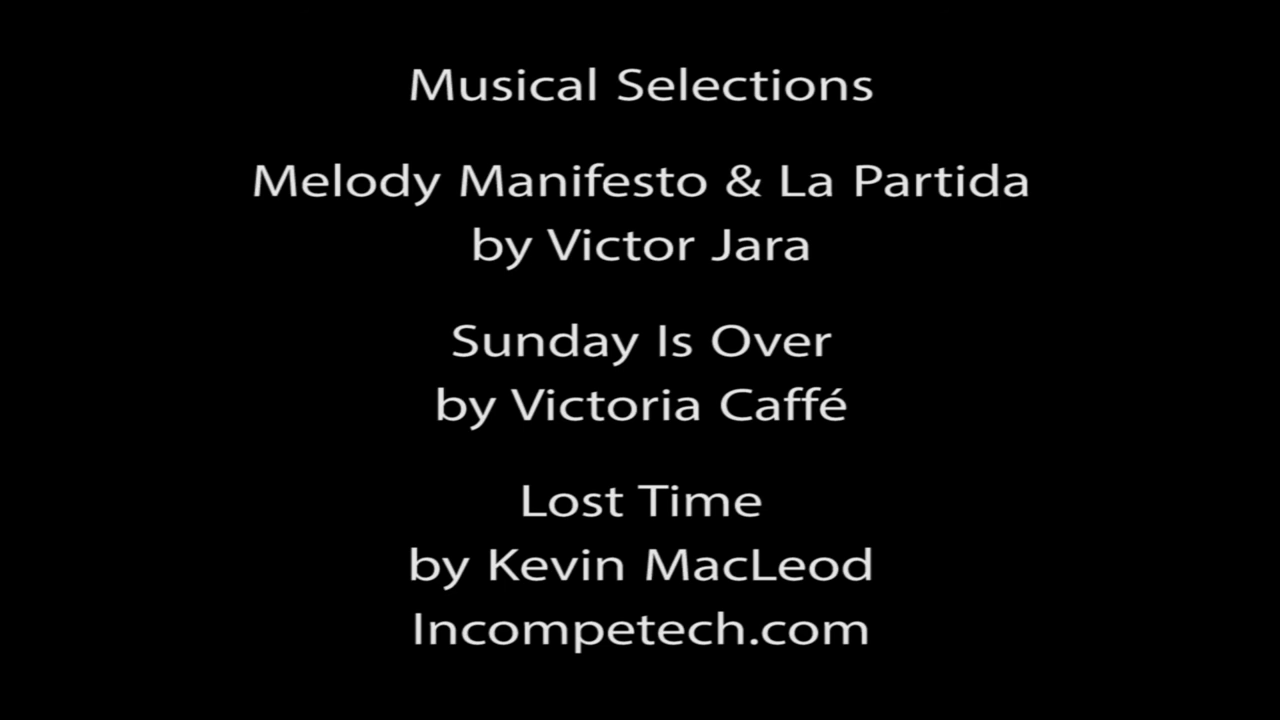 Musical Selections
Melody Manifesto & La Partida
by Victor Jara
Sunday Is Over
by Victoria Caffé
Lost Time
by Kevin MacLeod
Incompetech.com